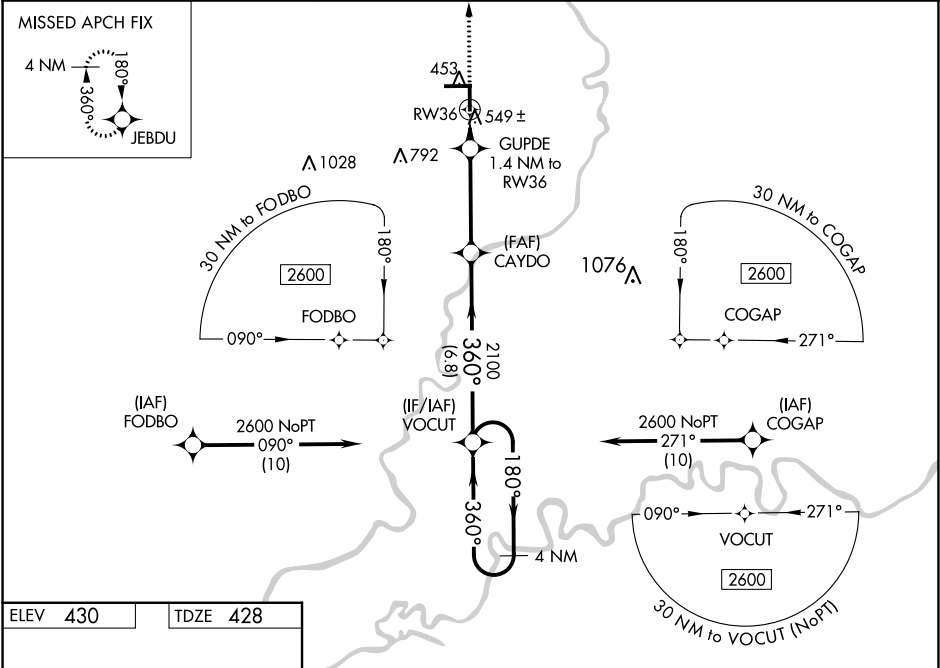 MISSED APCH FIX
4 NM
180°
360°
JEBDU
453
RW36
549 ±
GUPDE
1.4 NM to
RW36
1028
792
(FAF)
CAYDO
1076
30 NM to FODBO
180°
2600
FODBO
090°
30 NM to COGAP
180°
2600
COGAP
271°
2100
360°
(6.8)
(IAF)
FODBO
2600 NoPT
090°
(10)
(IF/IAF)
VOCUT
2600 NoPT
271°
(10)
(IAF)
COGAP
180°
360°
4 NM
090°
271°
VOCUT
2600
30 NM to VOCUT (NoPT)
ELEV 430
TDZE 428